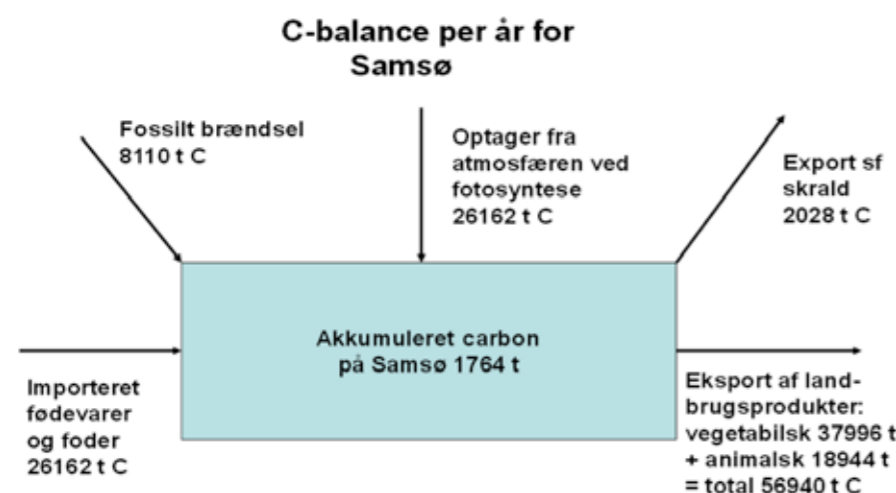 C-balance per år for
Samsø
Fossilt brændsel
8110 t C
Optager fra
atmosfæren ved
fotosyntese
26162 t C
Export sf
skrald
2028 t C
Akkumuleret carbon
på Samsø 1764 t
Importeret
fødevarer
og foder
26162 t C
Eksport af land-
brugsprodukter:
vegetabilsk 37996 t
+ animalsk 18944 t
= total 56940 t C